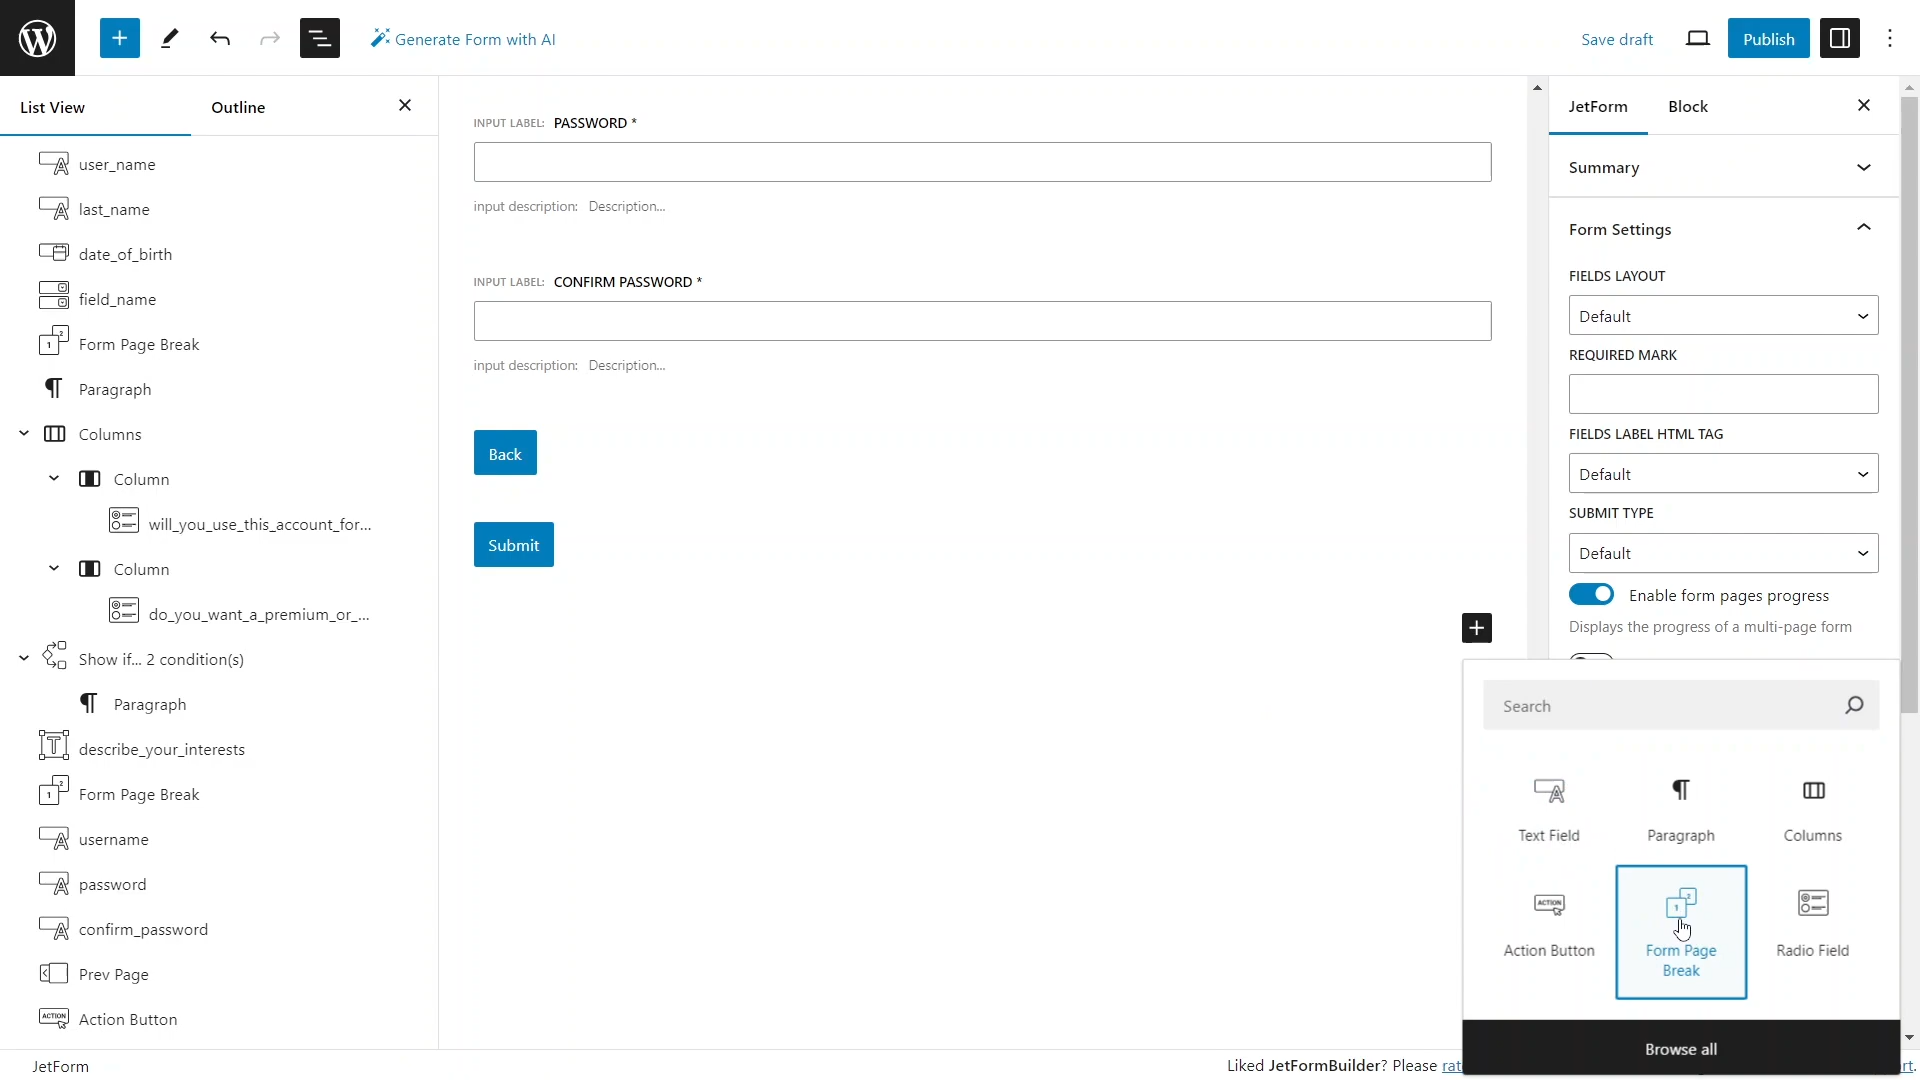 Generate Form with AI
Save draft
Publish
List View
Outline
user_name
last_name
date_of_birth
field_name
Form Page Break
Paragraph
Columns
Column
will_you_use_this_account_for...
Column
do_you_want_a_premium_or_...
Show if... 2 condition(s)
Paragraph
describe_your_interests
Form Page Break
username
password
confirm_password
Prev Page
ACTION
Action Button
INPUT LABEL: PASSWORD *
input description: Description...
INPUT LABEL: CONFIRM PASSWORD *
input description: Description...
Back
Submit
JetForm
Block
Summary
Form Settings
FIELDS LAYOUT
Default
REQUIRED MARK
FIELDS LABEL HTML TAG
Default
SUBMIT TYPE
Default
Enable form pages progress
Displays the progress of a multi-page form
Search
Text Field
Paragraph
Columns
ACTION
Action Button
Form Page
Break
Radio Field
Browse all
JetForm
Liked JetFormBuilder? Please